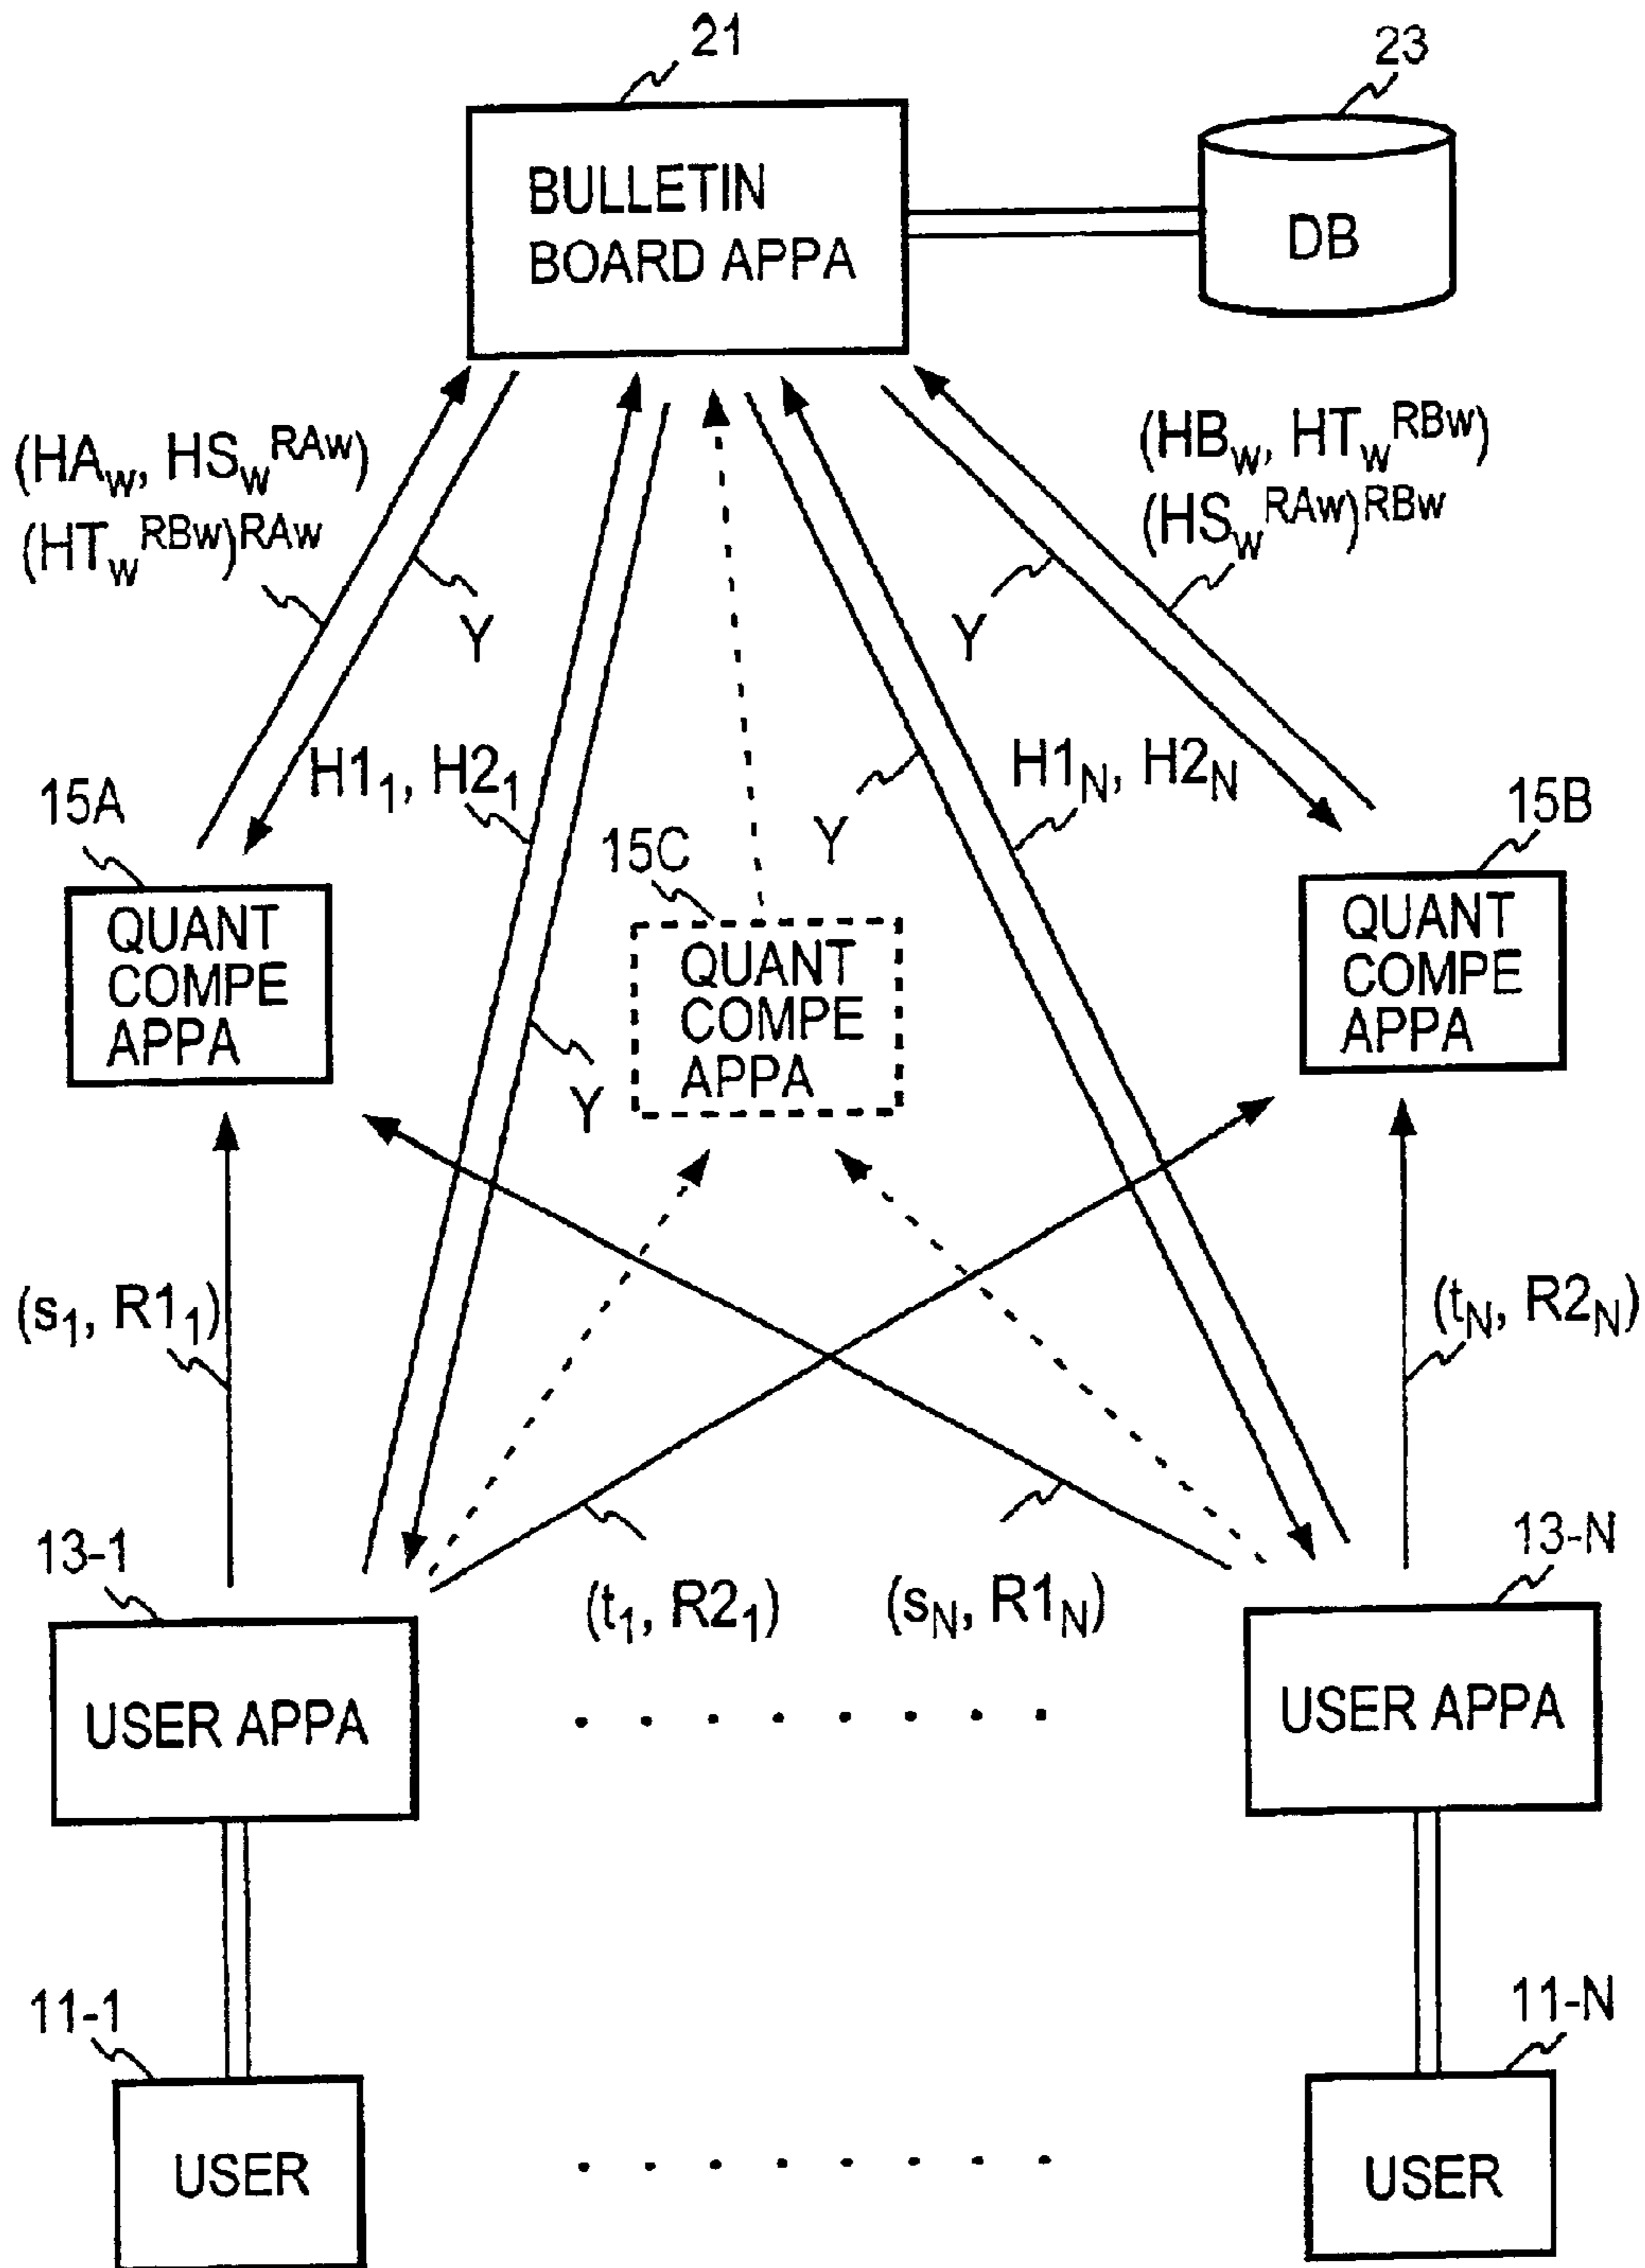 21
23
BULLETIN
BOARD APPA
DB
(HA_w, HS_w^RAw)
(HT_w^RBw)^RAw
(HB_w, HT_w^RBw)
(HS_w^RAw)^RBw
Y
Y
H1_1, H2_1
H1_N, H2_N
15A
15C
Y
15B
QUANT
COMPE
APPA
QUANT
COMPE
APPA
QUANT
COMPE
APPA
Y
(s_1, R1_1)
(t_N, R2_N)
13-1
13-N
(t_1, R2_1)
(s_N, R1_N)
USER APPA
USER APPA
11-1
11-N
USER
USER